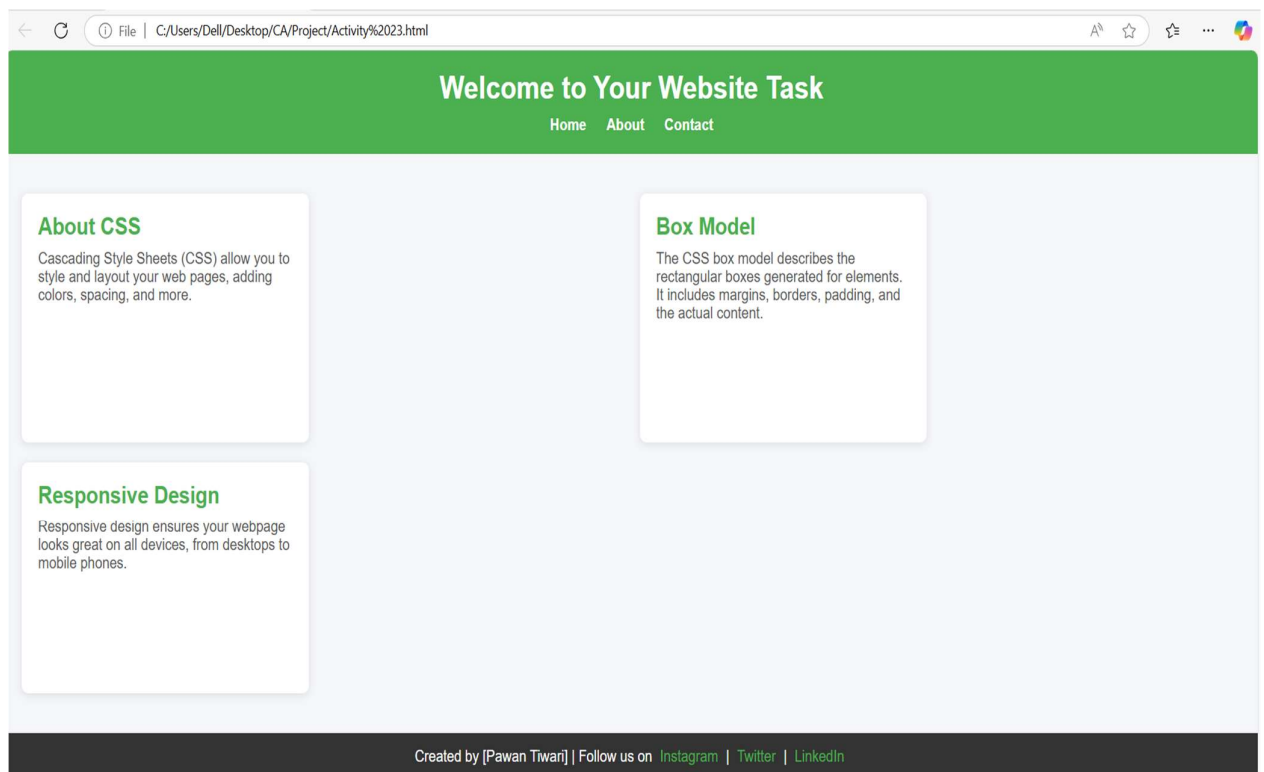 File | C:/Users/Dell/Desktop/CA/Project/Activity%2023.html
Welcome to Your Website Task
Home About Contact
About CSS
Cascading Style Sheets (CSS) allow you to
style and layout your web pages, adding
colors, spacing, and more.
Box Model
The CSS box model describes the
rectangular boxes generated for elements.
It includes margins, borders, padding, and
the actual content.
Responsive Design
Responsive design ensures your webpage
looks great on all devices, from desktops to
mobile phones.
Created by [Pawan Tiwari] | Follow us on Instagram | Twitter | LinkedIn